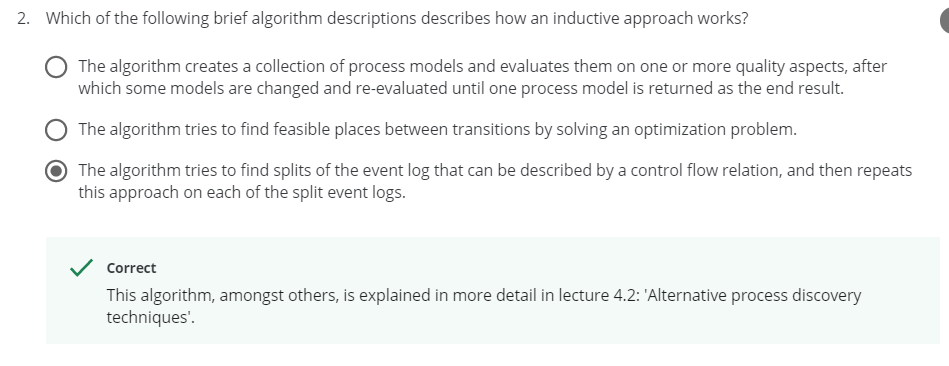 2. Which of the following brief algorithm descriptions describes how an inductive approach works?
The algorithm creates a collection of process models and evaluates them on one or more quality aspects, after
which some models are changed and re-evaluated until one process model is returned as the end result.
The algorithm tries to find feasible places between transitions by solving an optimization problem.
The algorithm tries to find splits of the event log that can be described by a control flow relation, and then repeats
this approach on each of the split event logs.
Correct
This algorithm, amongst others, is explained in more detail in lecture 4.2: 'Alternative process discovery
techniques'.